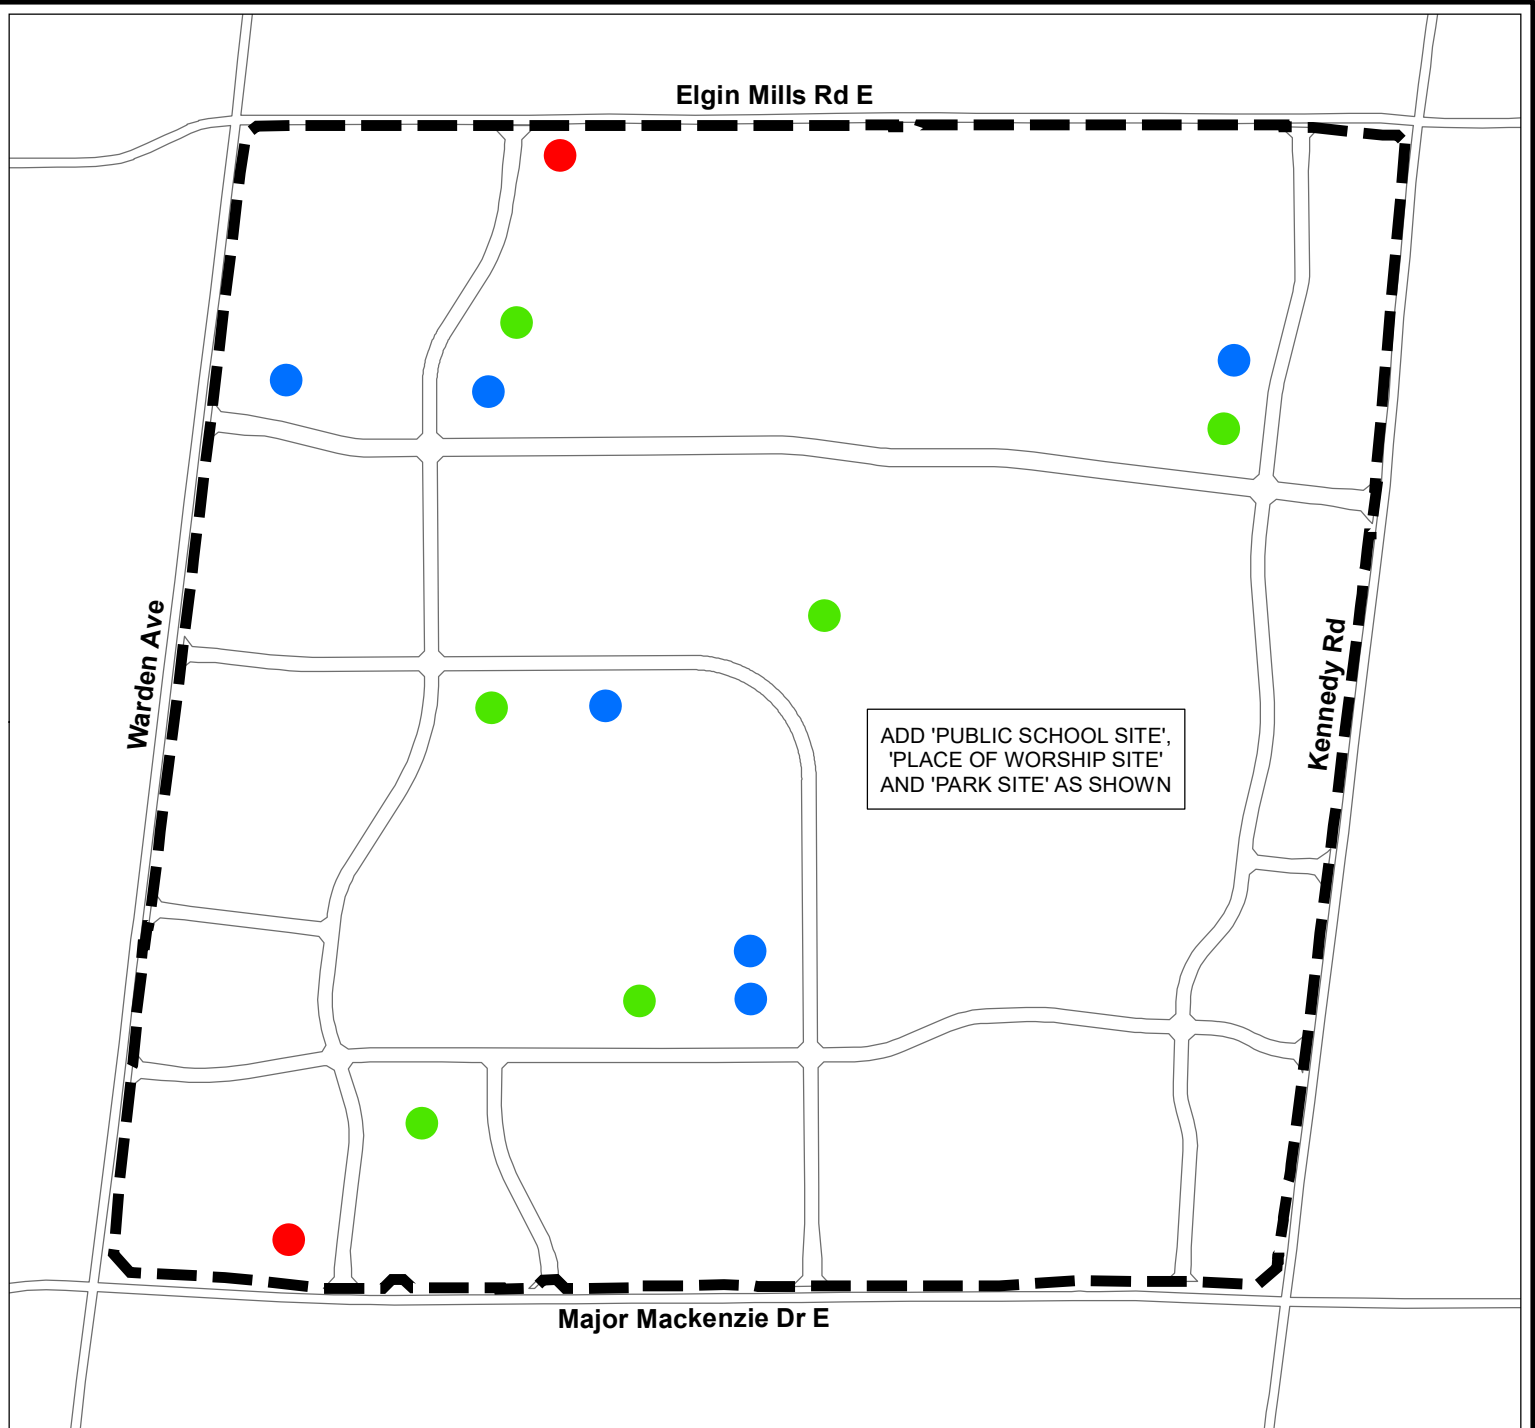 Elgin Mills Rd E
Warden Ave
Kennedy Rd
ADD 'PUBLIC SCHOOL SITE',
'PLACE OF WORSHIP SITE'
AND 'PARK SITE' AS SHOWN
Major Mackenzie Dr E